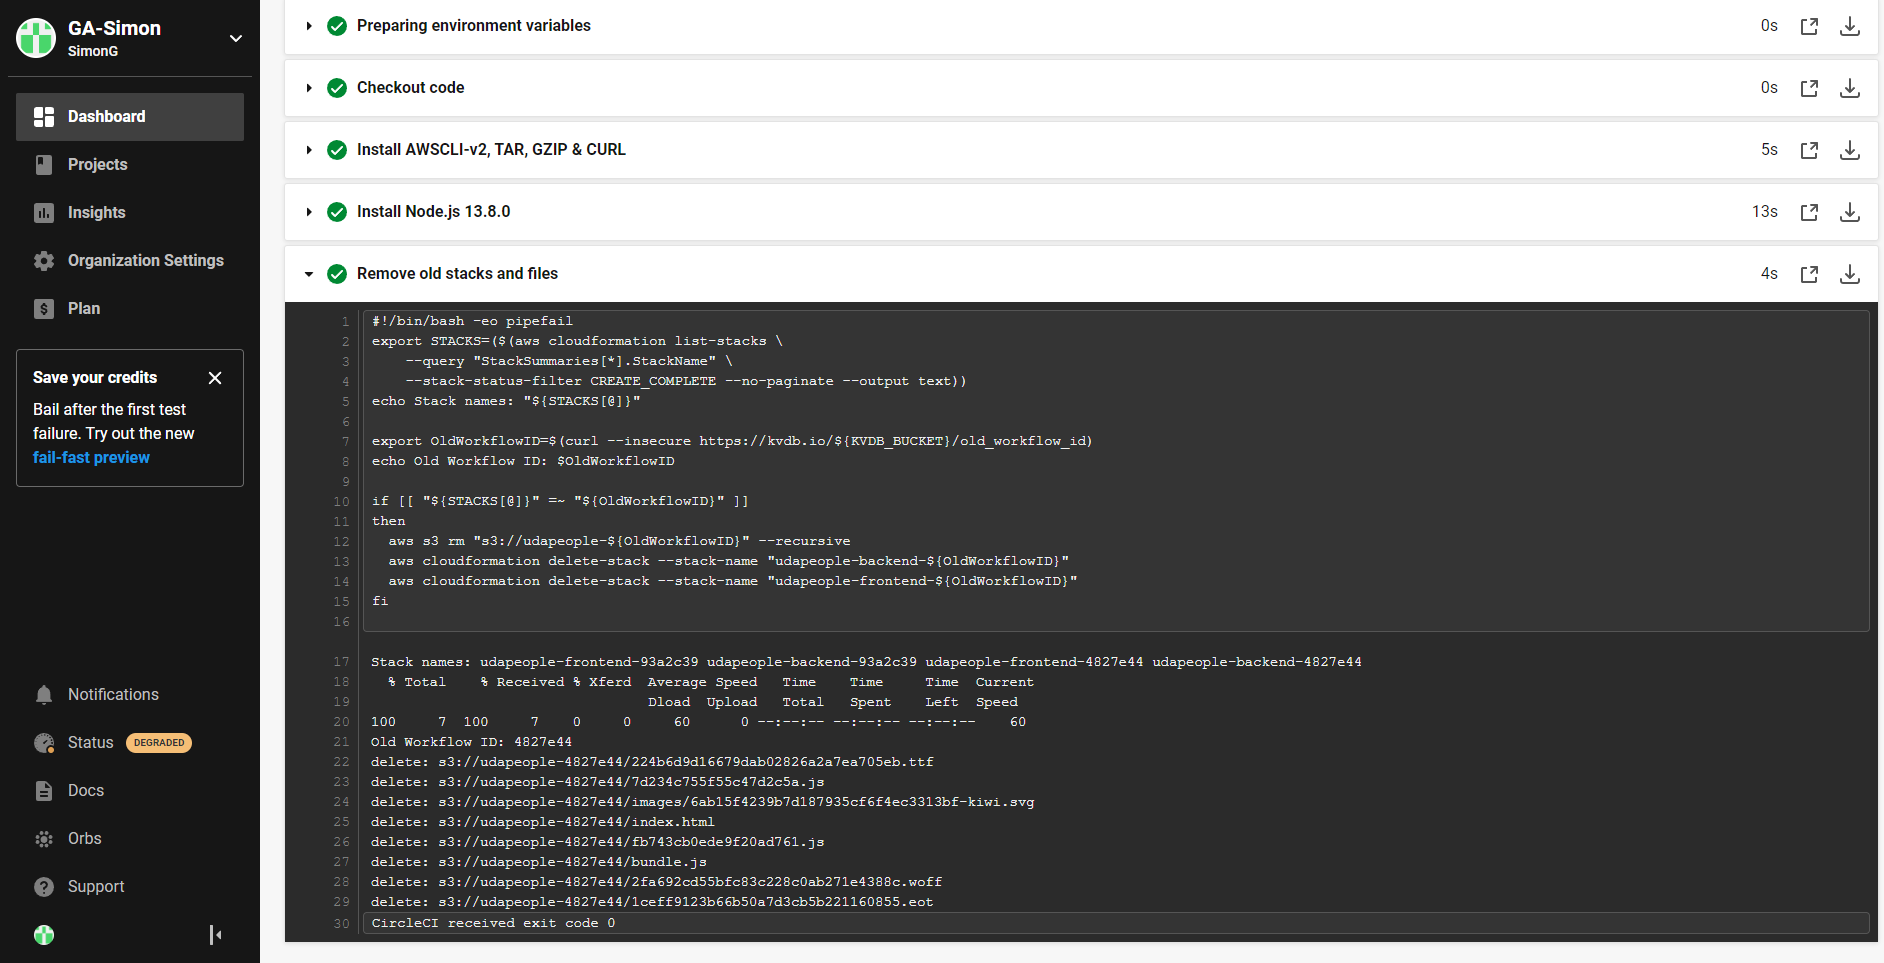 GA-Simon
SimonG
Dashboard
Projects
Insights
Organization Settings
Plan
Save your credits
Bail after the first test
failure. Try out the new
fail-fast preview
Notifications
Status DEGRADED
Docs
Orbs
Support
Preparing environment variables 0s
Checkout code 0s
Install AWSCLI-v2, TAR, GZIP & CURL 5s
Install Node.js 13.8.0 13s
Remove old stacks and files 4s
1 #!/bin/bash -eo pipefail
2 export STACKS=($(aws cloudformation list-stacks \
3     --query "StackSummaries[*].StackName" \
4     --stack-status-filter CREATE_COMPLETE --no-paginate --output text))
5 echo Stack names: "${STACKS[@]}"
6
7 export OldWorkflowID=$(curl --insecure https://kvdb.io/${KVDB_BUCKET}/old_workflow_id)
8 echo Old Workflow ID: $OldWorkflowID
9
10 if [[ "${STACKS[@]}" =~ "${OldWorkflowID}" ]]
11 then
12   aws s3 rm "s3://udapeople-${OldWorkflowID}" --recursive
13   aws cloudformation delete-stack --stack-name "udapeople-backend-${OldWorkflowID}"
14   aws cloudformation delete-stack --stack-name "udapeople-frontend-${OldWorkflowID}"
15 fi
16
17 Stack names: udapeople-frontend-93a2c39 udapeople-backend-93a2c39 udapeople-frontend-4827e44 udapeople-backend-4827e44
18   % Total    % Received % Xferd  Average Speed   Time    Time     Time  Current
19                                  Dload  Upload   Total   Spent    Left  Speed
20 100     7  100     7    0     0     60      0 --:--:-- --:--:-- --:--:--    60
21 Old Workflow ID: 4827e44
22 delete: s3://udapeople-4827e44/224b6d9d16679dab02826a2a7ea705eb.ttf
23 delete: s3://udapeople-4827e44/7d234c755f55c47d2c5a.js
24 delete: s3://udapeople-4827e44/images/6ab15f4239b7d187935cf6f4ec3313bf-kiwi.svg
25 delete: s3://udapeople-4827e44/index.html
26 delete: s3://udapeople-4827e44/fb743cb0ede9f20ad761.js
27 delete: s3://udapeople-4827e44/bundle.js
28 delete: s3://udapeople-4827e44/2fa692cd55bfc83c228c0ab271e4388c.woff
29 delete: s3://udapeople-4827e44/1ceff9123b66b50a7d3cb5b221160855.eot
30 CircleCI received exit code 0